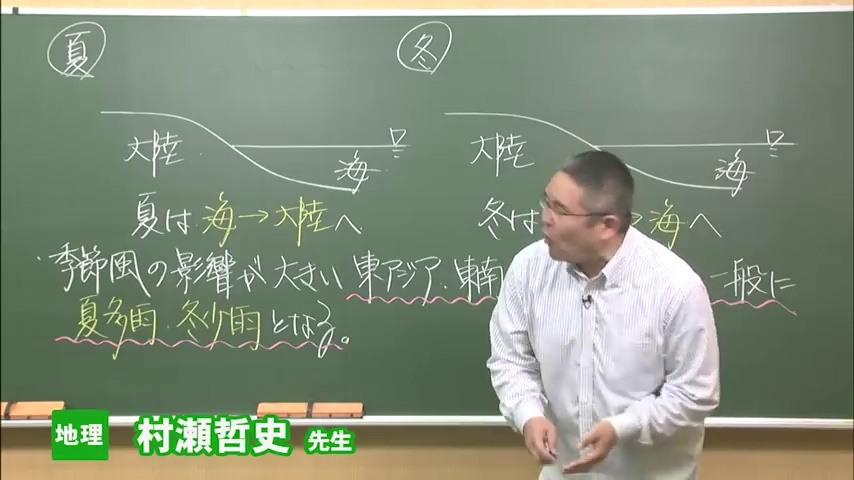 夏
冬
大陸
海
大陸
海
夏は 海→大陸へ
冬は →海へ
季節風の影響が大きい 東アジア・東南 一般に
夏多雨・冬少雨となる。
地理 村瀬哲史 先生